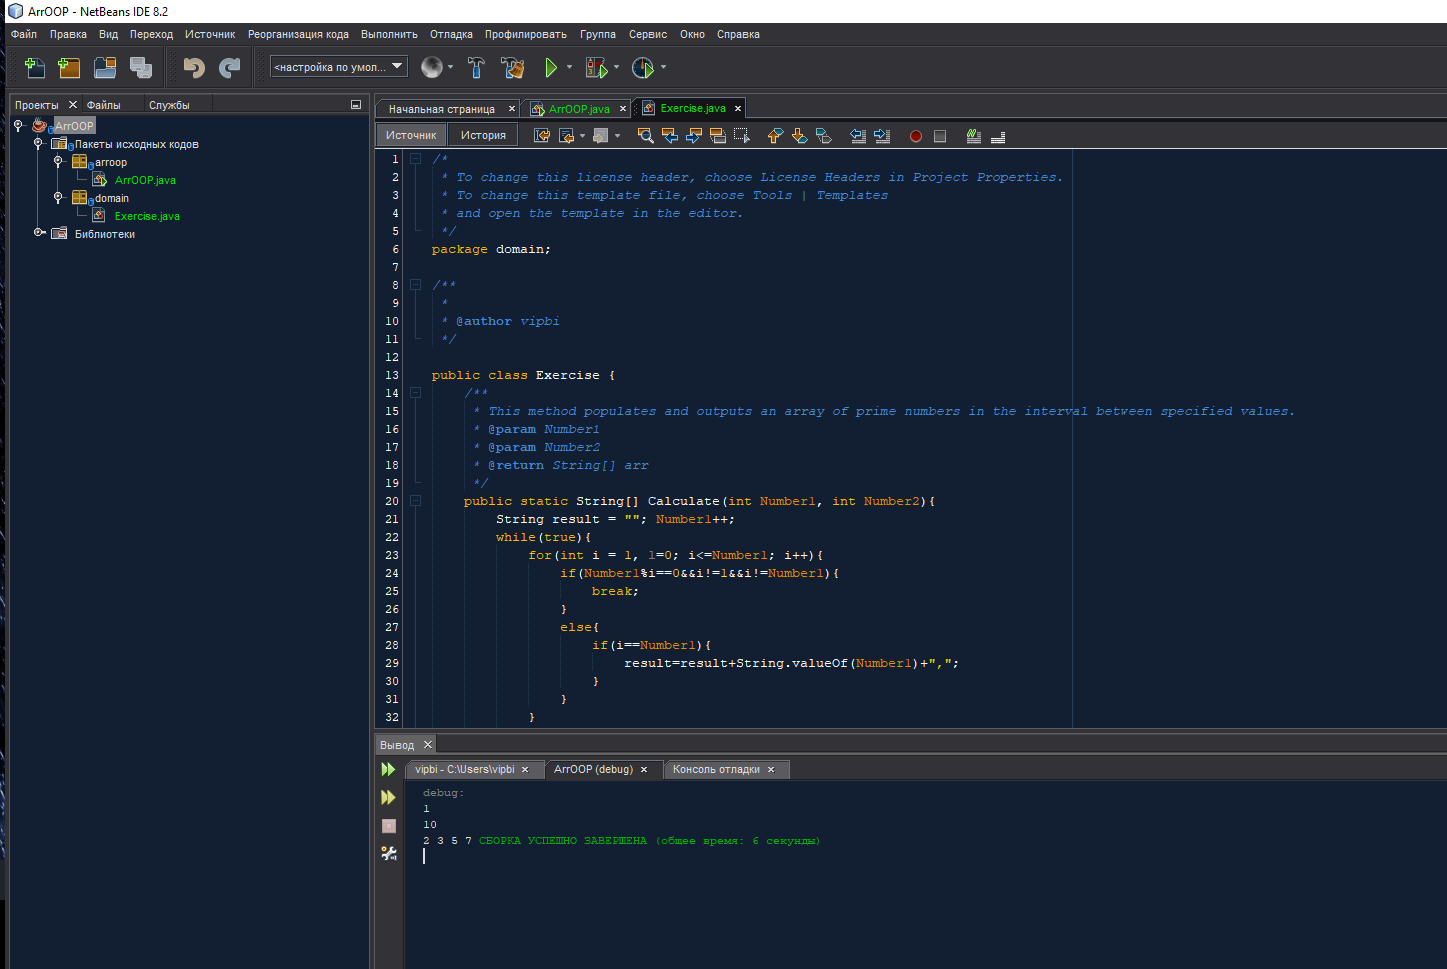 ArrOOP - NetBeans IDE 8.2
Файл Правка Вид Переход Источник Реорганизация кода Выполнить Отладка Профилировать Группа Сервис Окно Справка
<настройка по умол...
Проекты Файлы Службы
ArrOOP
Пакеты исходных кодов
arroop
ArrOOP.java
domain
Exercise.java
Библиотеки
Начальная страница ArrOOP.java Exercise.java
Источник История
1 /*
2 * To change this license header, choose License Headers in Project Properties.
3 * To change this template file, choose Tools | Templates
4 * and open the template in the editor.
5 */
6 package domain;
7
8 /**
9 *
10 * @author vipbi
11 */
12
13 public class Exercise {
14 /**
15 * This method populates and outputs an array of prime numbers in the interval between specified values.
16 * @param Number1
17 * @param Number2
18 * @return String[] arr
19 */
20 public static String[] Calculate(int Number1, int Number2){
21 String result = ""; Number1++;
22 while(true){
23 for(int i = 1, l=0; i<=Number1; i++){
24 if(Number1%i==0&&i!=1&&i!=Number1){
25 break;
26 }
27 else{
28 if(i==Number1){
29 result=result+String.valueOf(Number1)+",";
30 }
31 }
32 }
Вывод
vipbi - C:\Users\vipbi ArrOOP (debug) Консоль отладки
debug:
1
10
2 3 5 7 СБОРКА УСПЕШНО ЗАВЕРШЕНА (общее время: 6 секунды)